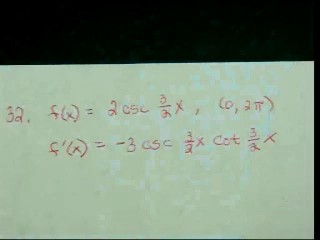 32. f(x) = 2 csc 3/2 x , (0, 2π)
f'(x) = -3 csc 3/2 x cot 3/2 x